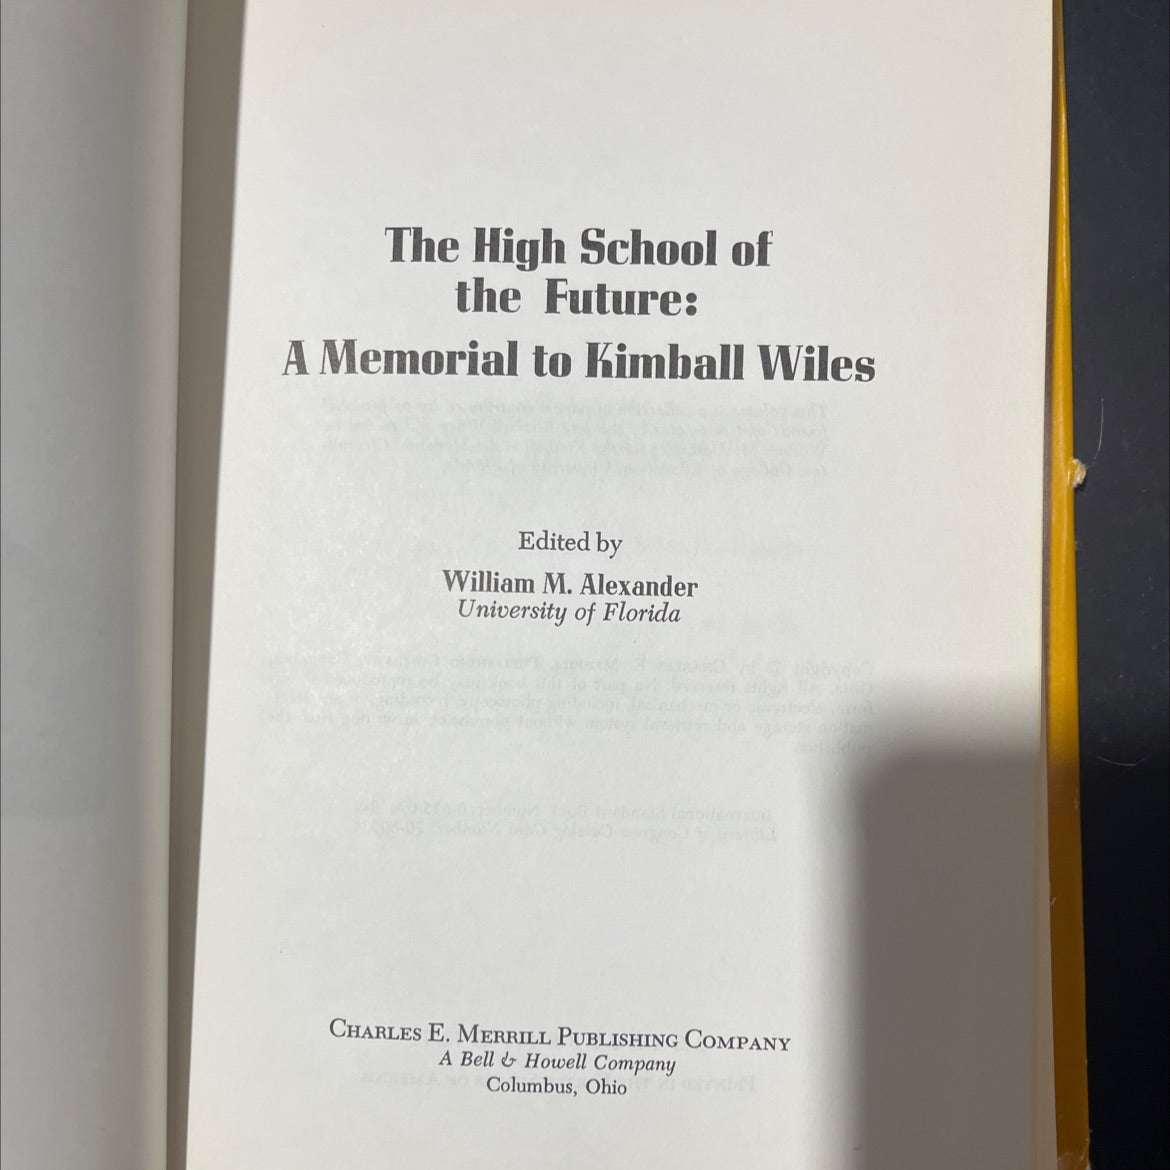 The High School of
the Future:
A Memorial to Kimball Wiles
Edited by
William M. Alexander
University of Florida
CHARLES E. MERRILL PUBLISHING COMPANY
A Bell & Howell Company
Columbus, Ohio